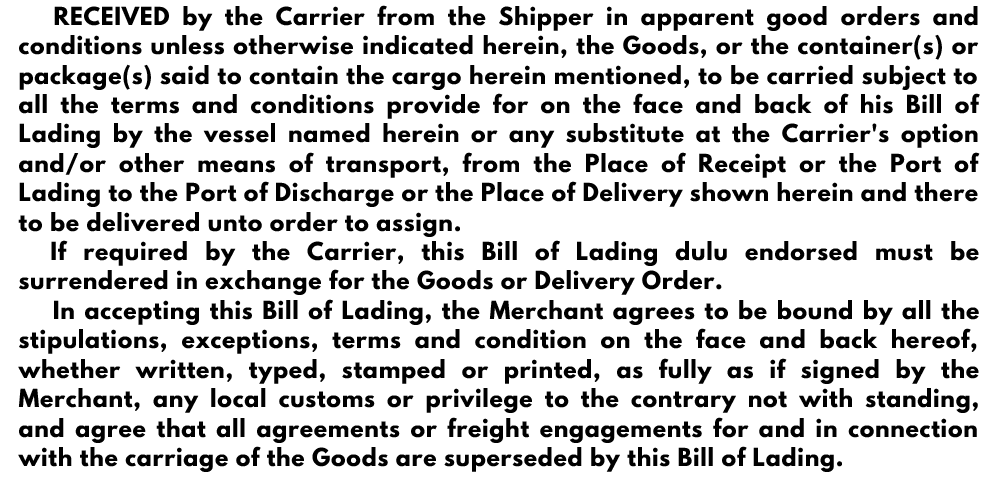 RECEIVED by the Carrier from the Shipper in apparent good orders and
conditions unless otherwise indicated herein, the Goods, or the container(s) or
package(s) said to contain the cargo herein mentioned, to be carried subject to
all the terms and conditions provide for on the face and back of his Bill of
Lading by the vessel named herein or any substitute at the Carrier's option
and/or other means of transport, from the Place of Receipt or the Port of
Lading to the Port of Discharge or the Place of Delivery shown herein and there
to be delivered unto order to assign.
If required by the Carrier, this Bill of Lading dulu endorsed must be
surrendered in exchange for the Goods or Delivery Order.
In accepting this Bill of Lading, the Merchant agrees to be bound by all the
stipulations, exceptions, terms and condition on the face and back hereof,
whether written, typed, stamped or printed, as fully as if signed by the
Merchant, any local customs or privilege to the contrary not with standing,
and agree that all agreements or freight engagements for and in connection
with the carriage of the Goods are superseded by this Bill of Lading.